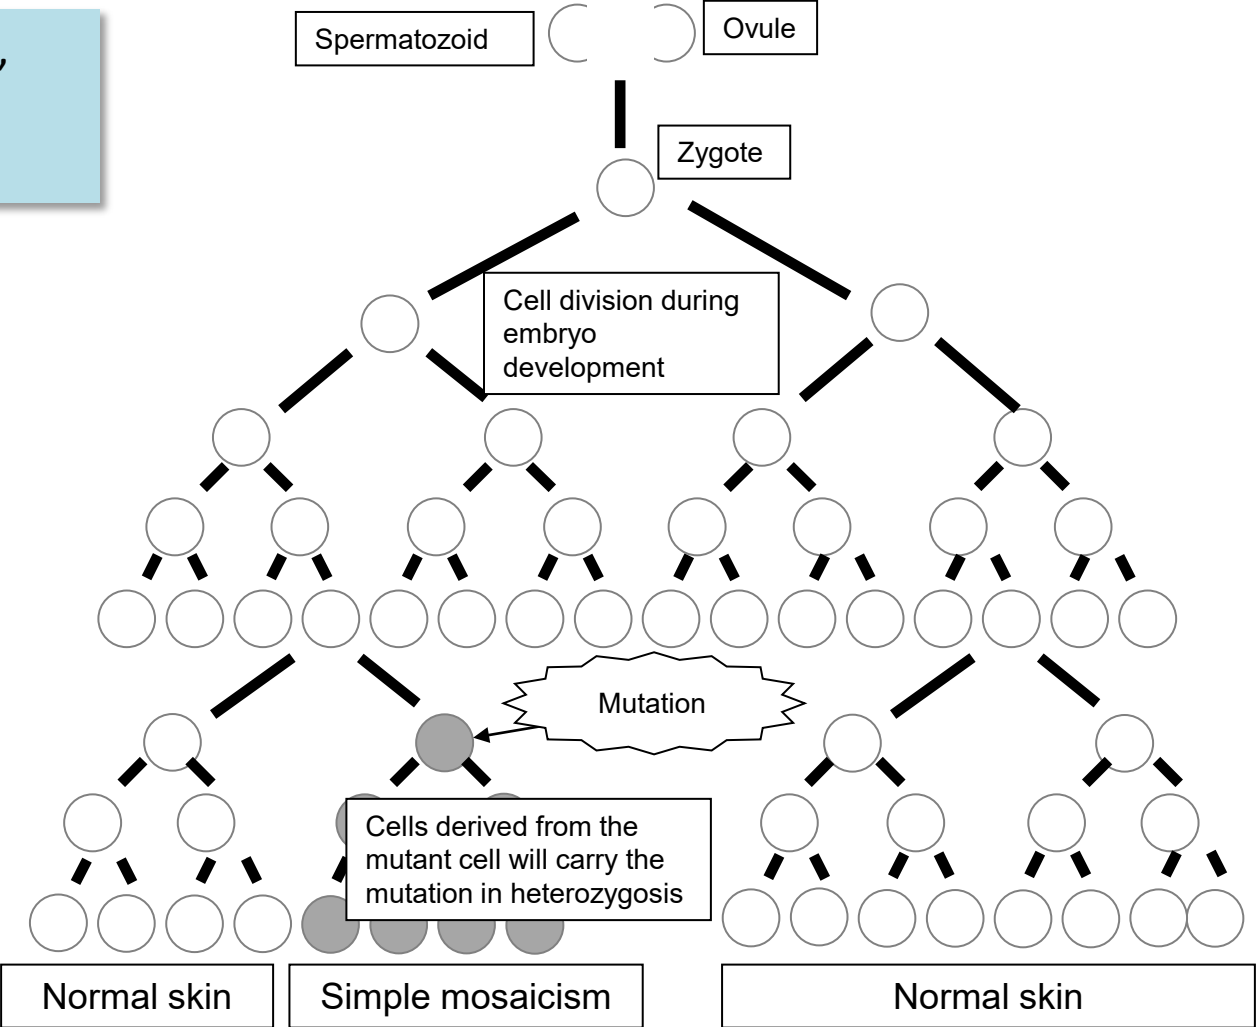 Spermatozoid
Ovule
Zygote
Cell division during
embryo
development
Mutation
Cells derived from the
mutant cell will carry the
mutation in heterozygosis
Normal skin
Simple mosaicism
Normal skin